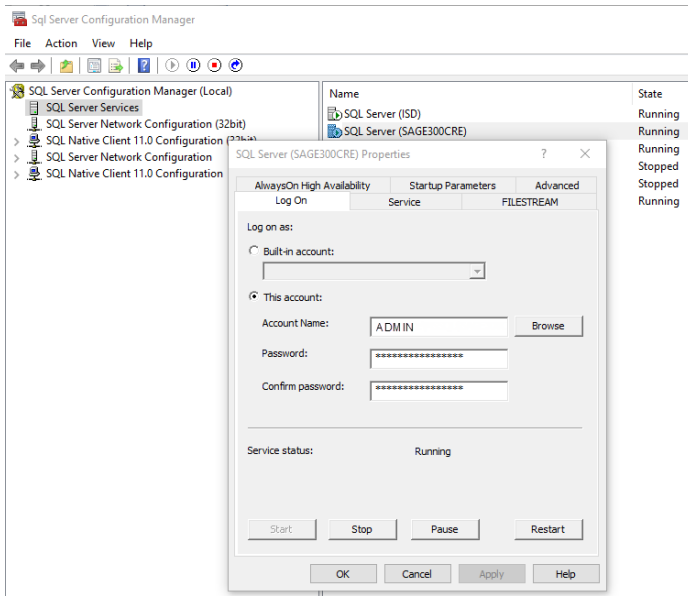 Sql Server Configuration Manager
File Action View Help
SQL Server Configuration Manager (Local)
SQL Server Services
SQL Server Network Configuration (32bit)
SQL Native Client 11.0 Configuration (32bit)
SQL Server Network Configuration
SQL Native Client 11.0 Configuration
Name State
SQL Server (ISD) Running
SQL Server (SAGE300CRE) Running
Running
Stopped
Stopped
Running
SQL Server (SAGE300CRE) Properties ? ×
AlwaysOn High Availability Startup Parameters Advanced
Log On Service FILESTREAM
Log on as:
Built-in account:
This account:
Account Name: ADMIN Browse
Password: ***************
Confirm password: ***************
Service status: Running
Start Stop Pause Restart
OK Cancel Apply Help